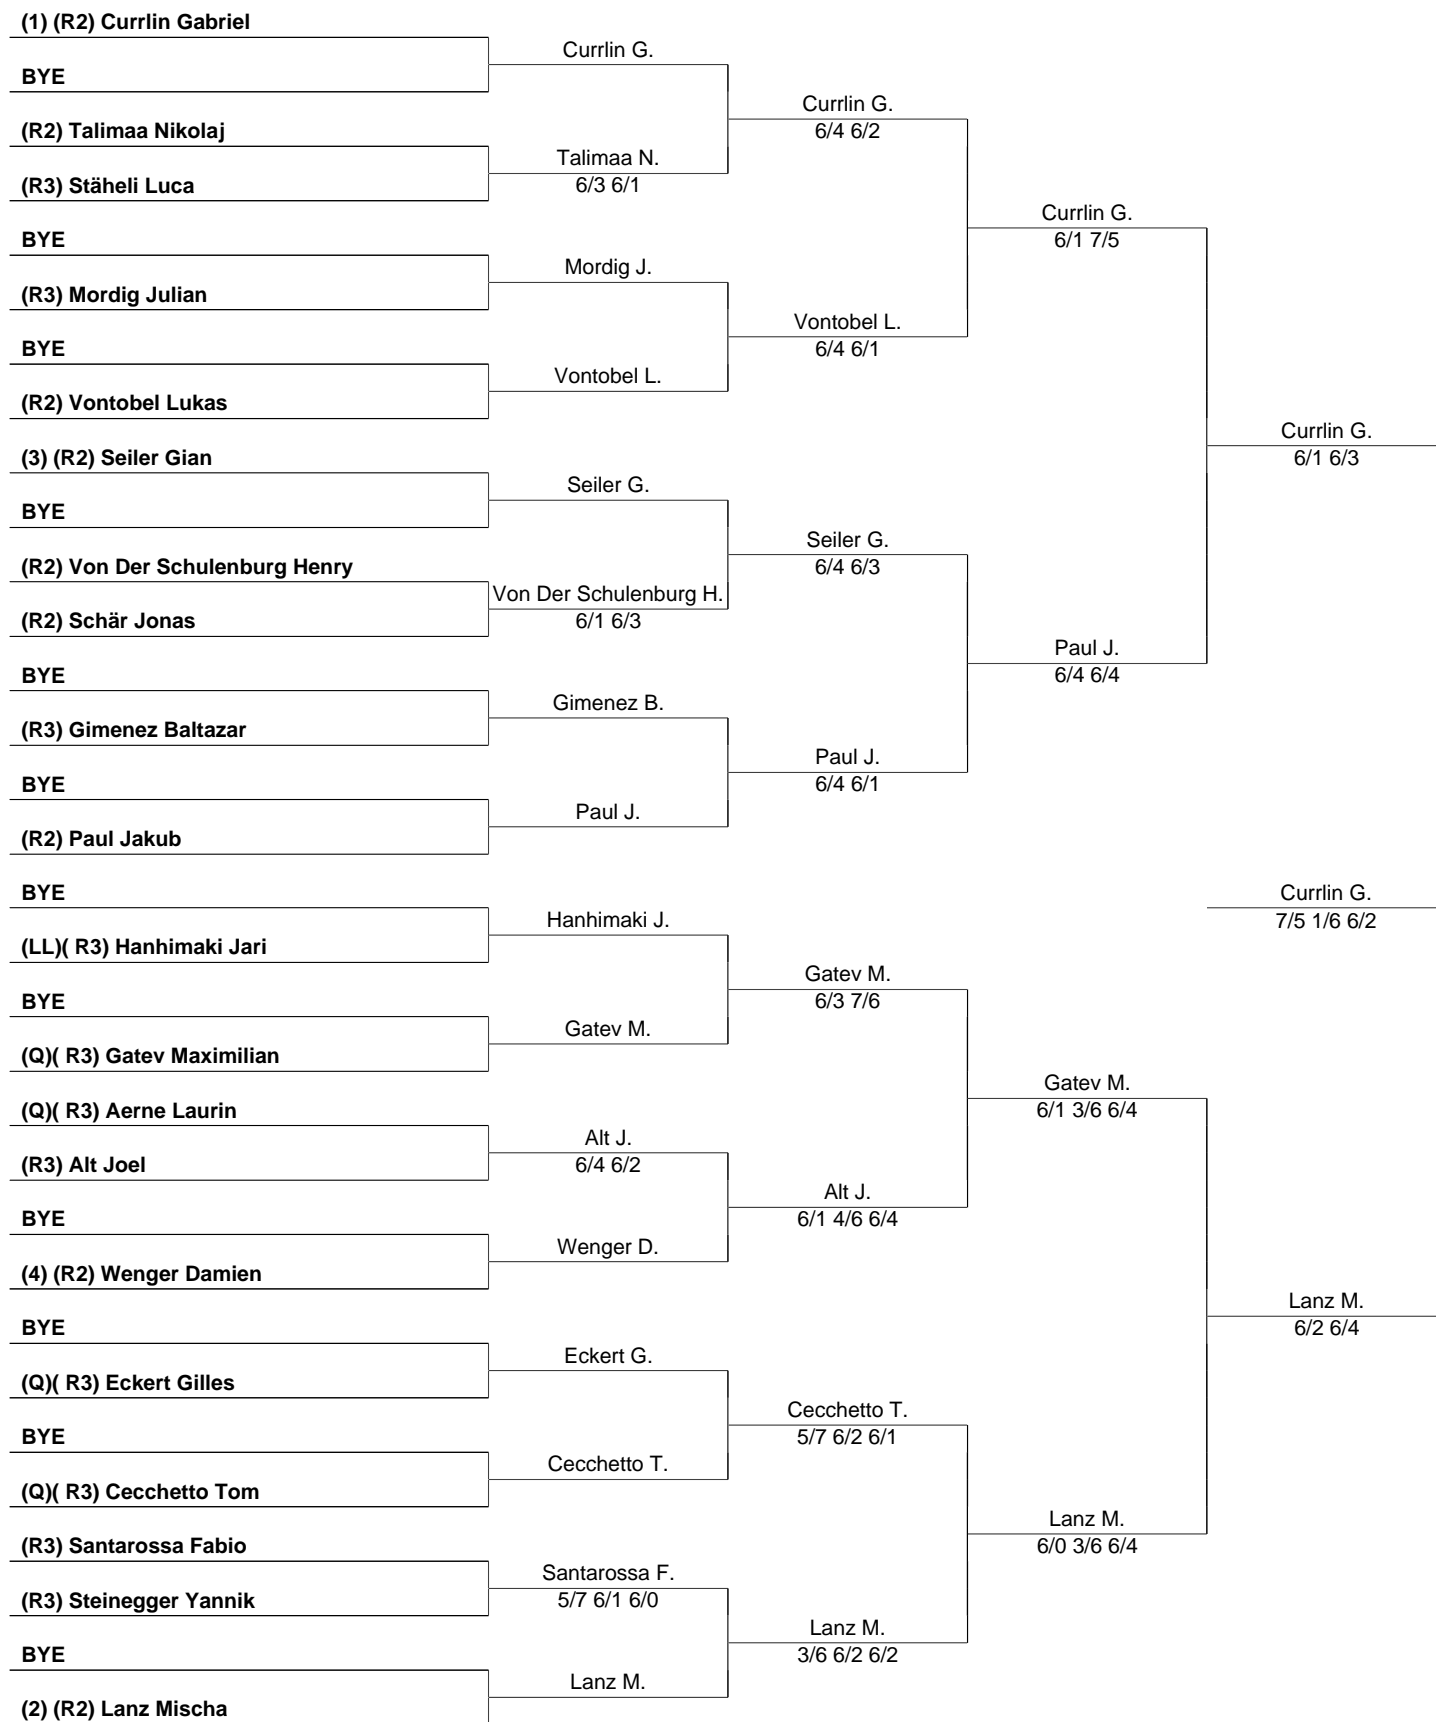 (1) (R2) Currlin Gabriel
BYE
(R2) Talimaa Nikolaj
(R3) Stäheli Luca
BYE
(R3) Mordig Julian
BYE
(R2) Vontobel Lukas
(3) (R2) Seiler Gian
BYE
(R2) Von Der Schulenburg Henry
(R2) Schär Jonas
BYE
(R3) Gimenez Baltazar
BYE
(R2) Paul Jakub
BYE
(LL)( R3) Hanhimaki Jari
BYE
(Q)( R3) Gatev Maximilian
(Q)( R3) Aerne Laurin
(R3) Alt Joel
BYE
(4) (R2) Wenger Damien
BYE
(Q)( R3) Eckert Gilles
BYE
(Q)( R3) Cecchetto Tom
(R3) Santarossa Fabio
(R3) Steinegger Yannik
BYE
(2) (R2) Lanz Mischa
Currlin G.
Talimaa N.
6/3 6/1
Mordig J.
Vontobel L.
Seiler G.
Von Der Schulenburg H.
6/1 6/3
Gimenez B.
Paul J.
Hanhimaki J.
Gatev M.
Alt J.
6/4 6/2
Wenger D.
Eckert G.
Cecchetto T.
Santarossa F.
5/7 6/1 6/0
Lanz M.
Currlin G.
6/4 6/2
Vontobel L.
6/4 6/1
Seiler G.
6/4 6/3
Paul J.
6/4 6/1
Gatev M.
6/3 7/6
Alt J.
6/1 4/6 6/4
Cecchetto T.
5/7 6/2 6/1
Lanz M.
3/6 6/2 6/2
Currlin G.
6/1 7/5
Paul J.
6/4 6/4
Gatev M.
6/1 3/6 6/4
Lanz M.
6/0 3/6 6/4
Currlin G.
6/1 6/3
Currlin G.
7/5 1/6 6/2
Lanz M.
6/2 6/4